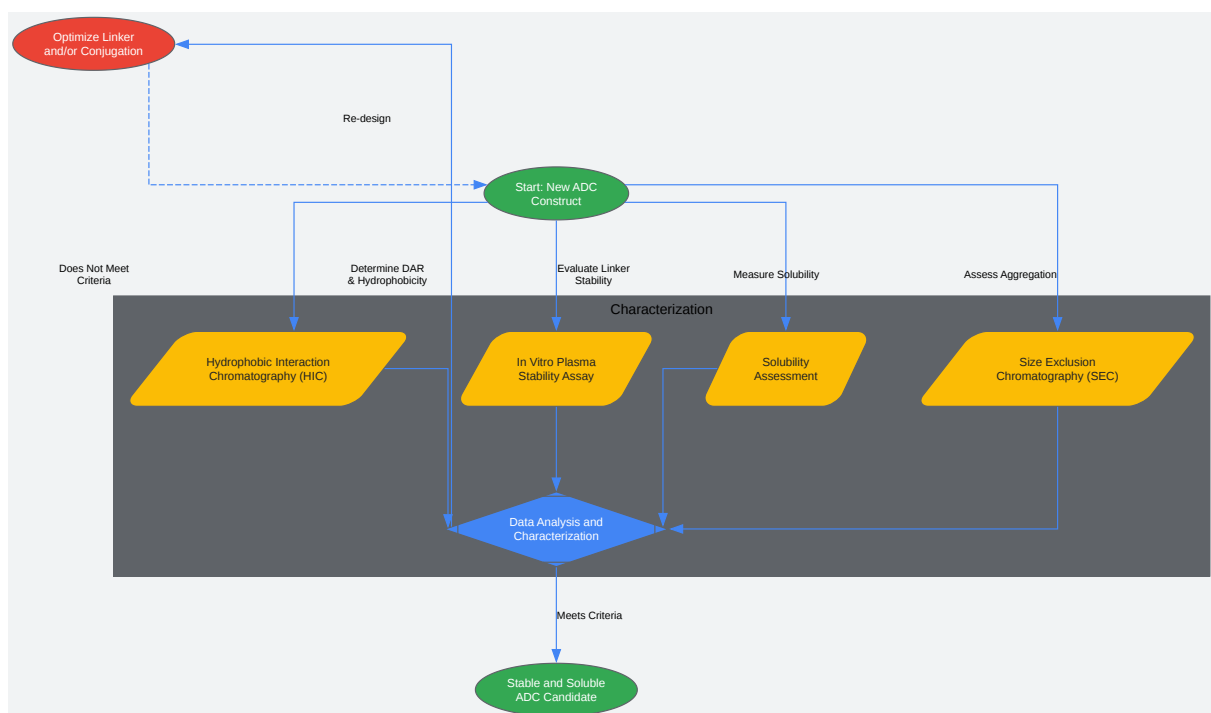 Optimize Linker
and/or Conjugation
Re-design
Start: New ADC
Construct
Does Not Meet
Criteria
Determine DAR
& Hydrophobicity
Evaluate Linker
Stability
Measure Solubility
Assess Aggregation
Characterization
Hydrophobic Interaction
Chromatography (HIC)
In Vitro Plasma
Stability Assay
Solubility
Assessment
Size Exclusion
Chromatography (SEC)
Data Analysis and
Characterization
Meets Criteria
Stable and Soluble
ADC Candidate